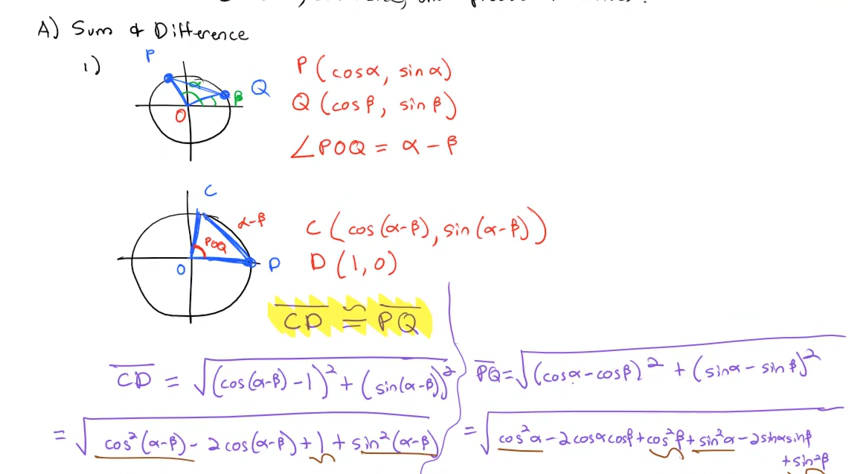 A) Sum & Difference
1)
P
Q
α
β
O
P (cosα, sinα)
Q (cosβ, sinβ)
∠POQ = α - β
C
α-β
POQ
O
D
C (cos(α-β), sin(α-β))
D (1, 0)
CD ≅ PQ
CD = √((cos(α-β) - 1)² + (sin(α-β))²
PQ = √((cosα - cosβ)² + (sinα - sinβ)²
= √(cos²(α-β) - 2cos(α-β) + 1 + sin²(α-β)
= √(cos²α - 2cosαcosβ + cos²β + sin²α - 2sinαsinβ
+ sin²β